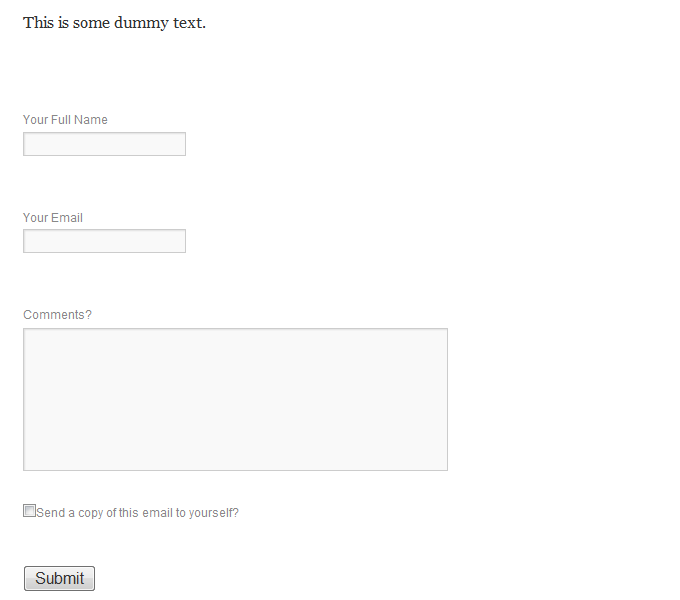 This is some dummy text.
Your Full Name
Your Email
Comments?
Send a copy of this email to yourself?
Submit